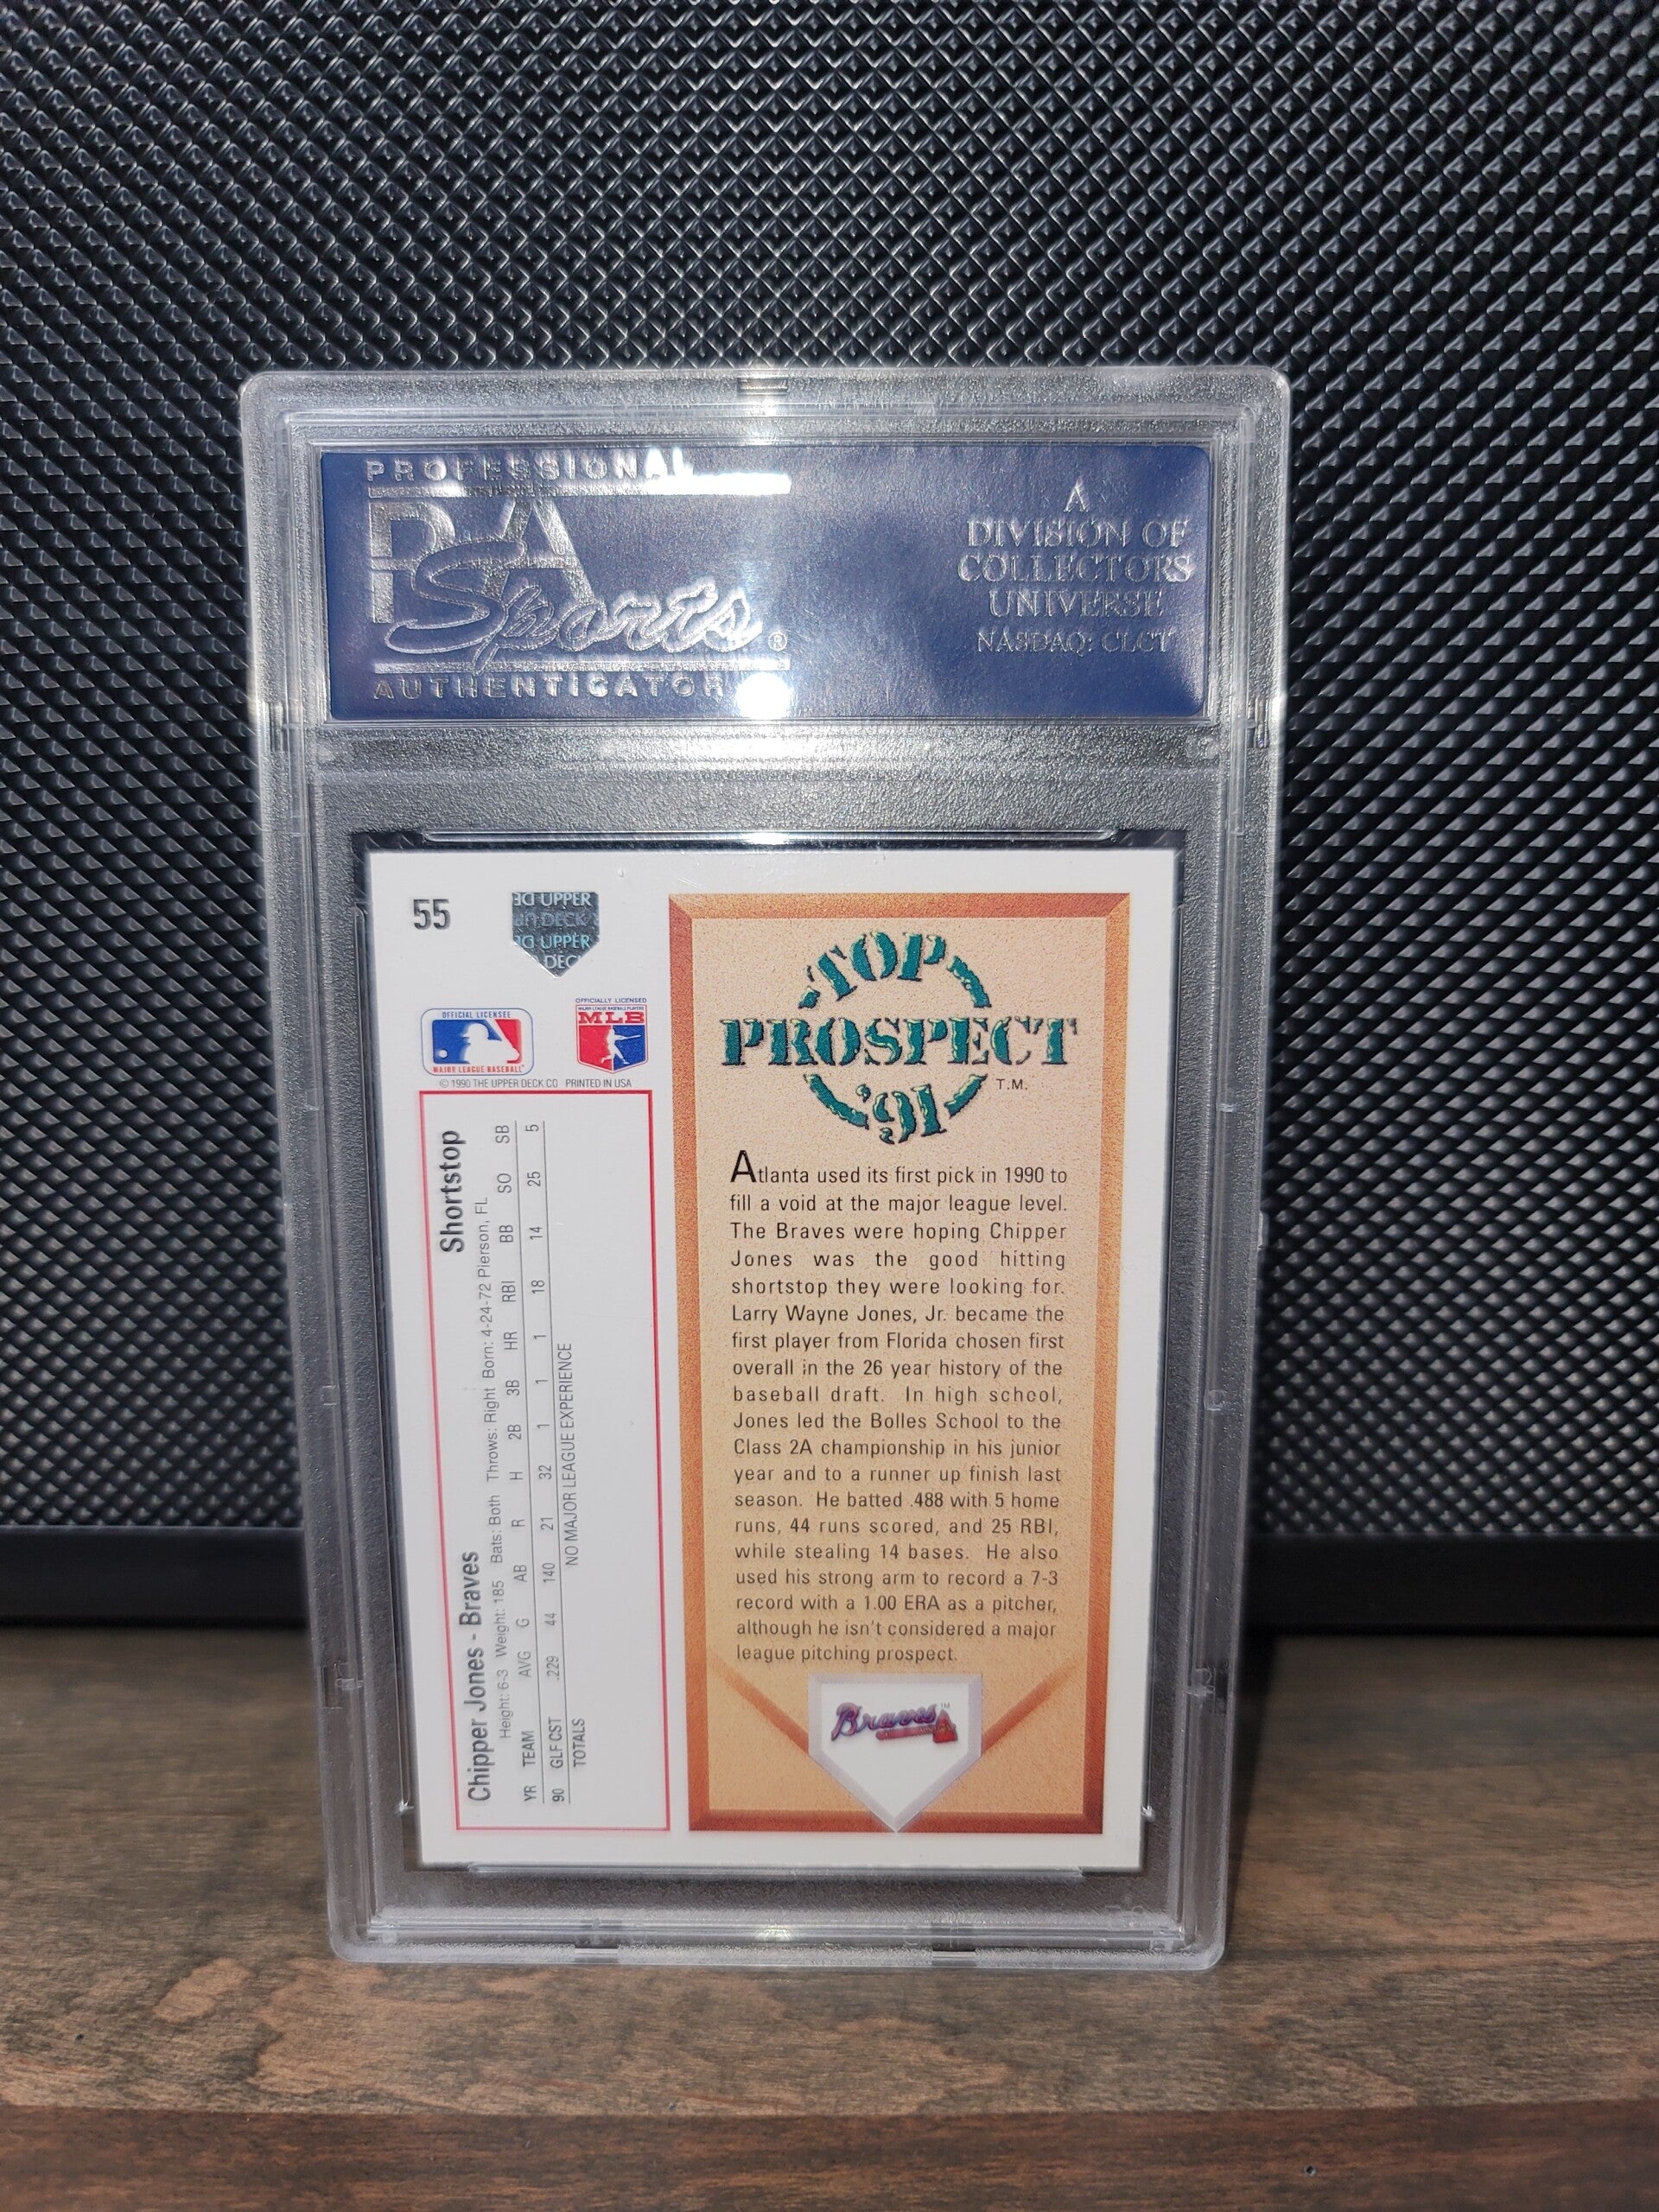 PROFESSIONAL
PSA
Sports®
AUTHENTICATOR
A
DIVISION OF
COLLECTORS
UNIVERSE
NASDAQ: CLCT
55
UPPER
DECK
UPPER
DECK
OFFICIAL LICENSEE
MAJOR LEAGUE BASEBALL
OFFICIALLY LICENSED
MAJOR LEAGUE BASEBALL PLAYERS
MLB
© 1990 THE UPPER DECK CO. PRINTED IN USA
Chipper Jones - Braves Shortstop
Height: 6-3 Weight: 185 Bats: Both Throws: Right Born: 4-24-72 Pierson, FL
YR TEAM AVG G AB R H 2B 3B HR RBI BB SO SB
90 GLF CST .229 44 140 21 32 1 1 1 18 14 25 5
TOTALS NO MAJOR LEAGUE EXPERIENCE
TOP
PROSPECT
'91 T.M.
Atlanta used its first pick in 1990 to
fill a void at the major league level.
The Braves were hoping Chipper
Jones was the good hitting
shortstop they were looking for.
Larry Wayne Jones, Jr. became the
first player from Florida chosen first
overall in the 26 year history of the
baseball draft. In high school,
Jones led the Bolles School to the
Class 2A championship in his junior
year and to a runner up finish last
season. He batted .488 with 5 home
runs, 44 runs scored, and 25 RBI,
while stealing 14 bases. He also
used his strong arm to record a 7-3
record with a 1.00 ERA as a pitcher,
although he isn't considered a major
league pitching prospect.
Braves™